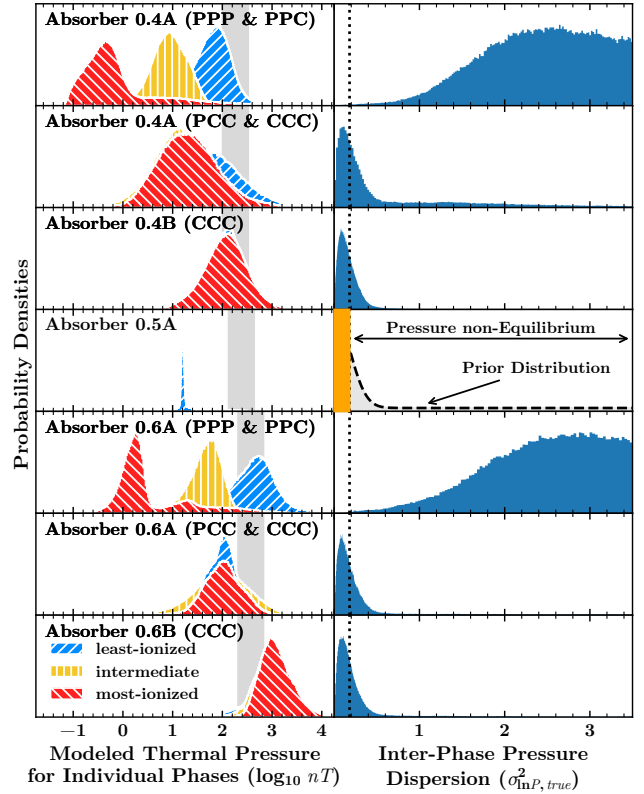 Absorber 0.4A (PPP & PPC)
Absorber 0.4A (PCC & CCC)
Absorber 0.4B (CCC)
Absorber 0.5A
Pressure non-Equilibrium
Prior Distribution
Absorber 0.6A (PPP & PPC)
Absorber 0.6A (PCC & CCC)
Absorber 0.6B (CCC)
least-ionized
intermediate
most-ionized
Probability Densities
−1 0 1 2 3 4
1 2 3
Modeled Thermal Pressure
for Individual Phases (log₁₀ nT)
Inter-Phase Pressure
Dispersion (σ²lnP, true)